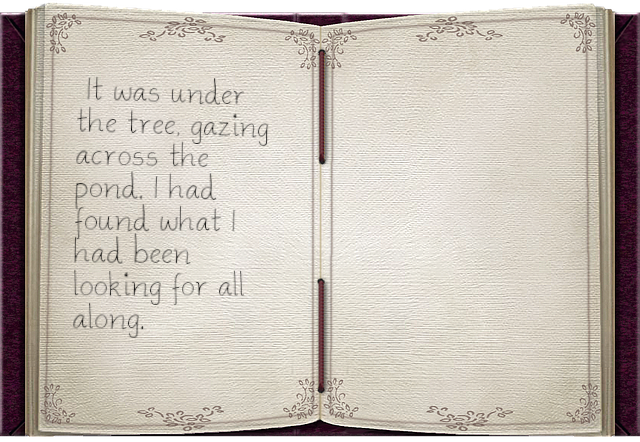 It was under
the tree, gazing
across the
pond. I had
found what I
had been
looking for all
along.